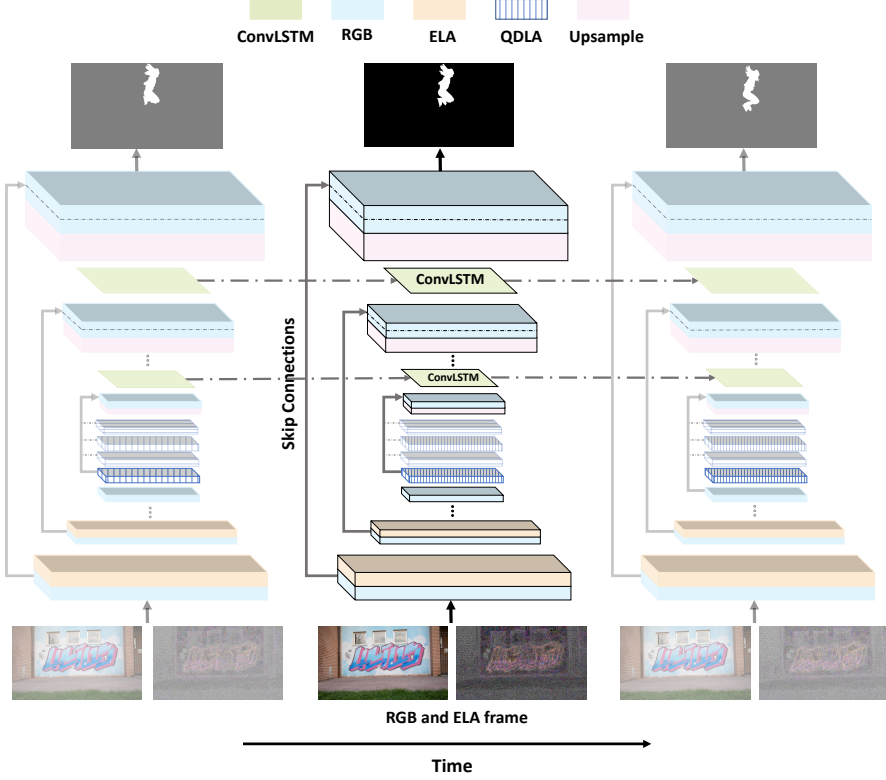 ConvLSTM RGB ELA QDLA Upsample
ConvLSTM
Skip Connections
ConvLSTM
RGB and ELA frame
Time